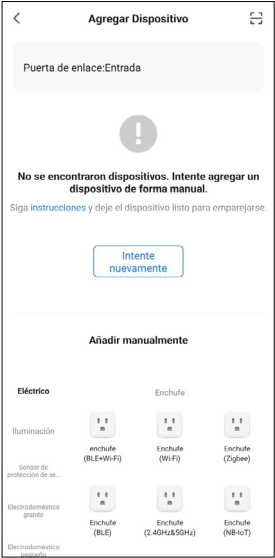 Agregar Dispositivo
Puerta de enlace:Entrada
No se encontraron dispositivos. Intente agregar un
dispositivo de forma manual.
Siga instrucciones y deje el dispositivo listo para emparejarse.
Intente
nuevamente
Añadir manualmente
Eléctrico
Enchufe
Iluminación
enchufe
(BLE+Wi-Fi)
Enchufe
(Wi-Fi)
Enchufe
(Zigbee)
Sensor de
protección de se...
Electrodoméstico
grande
Enchufe
(BLE)
Enchufe
(2.4GHz&5GHz)
Enchufe
(NB-IoT)
Electrodoméstico
pequeño